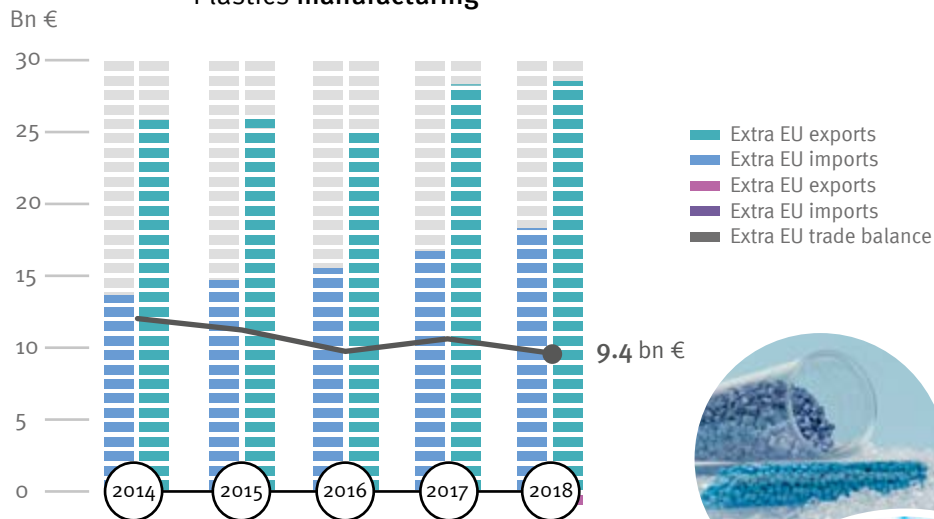 Plastics manufacturing
Bn €
30
25
20
15
10
5
0
Extra EU exports
Extra EU imports
Extra EU exports
Extra EU imports
Extra EU trade balance
9.4 bn €
2014 2015 2016 2017 2018